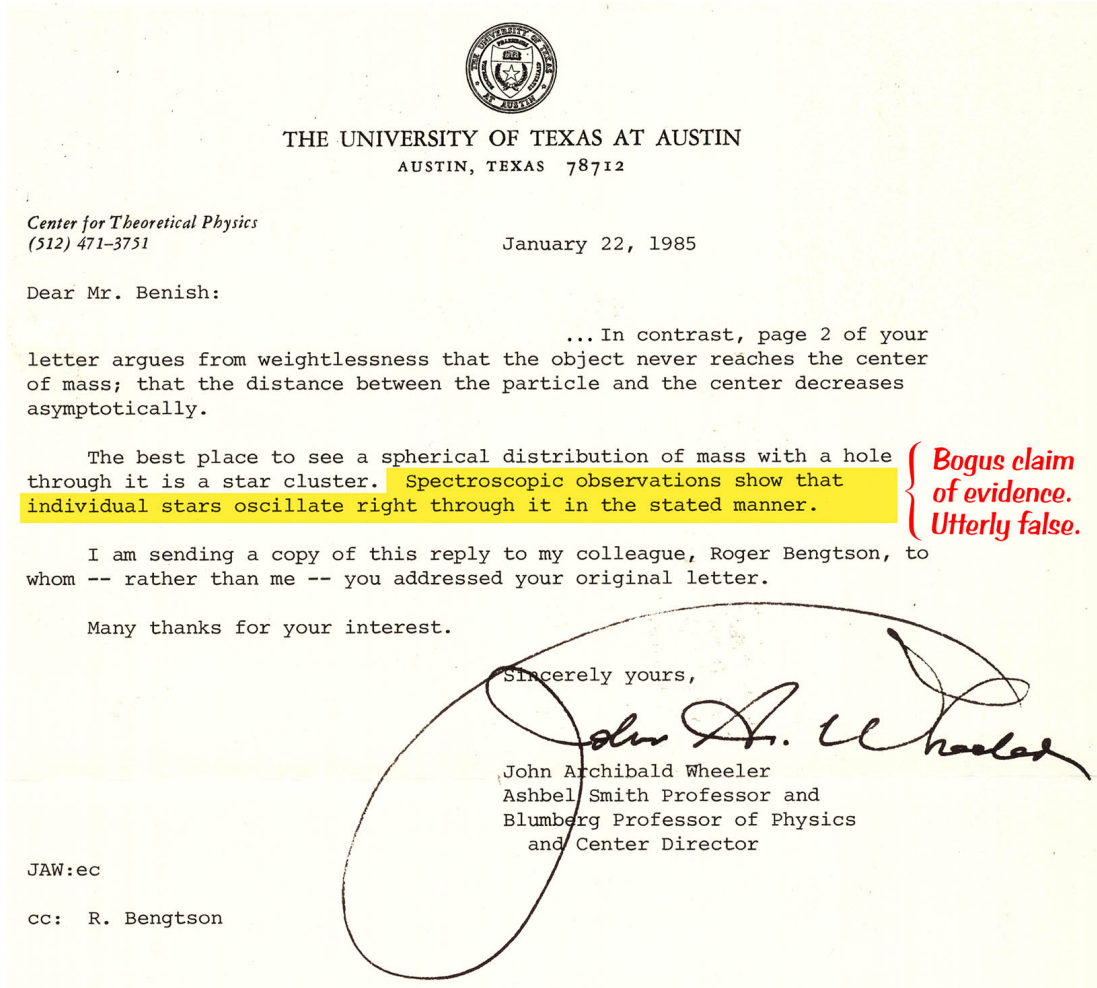 THE UNIVERSITY OF TEXAS
AT AUSTIN
THE UNIVERSITY OF TEXAS AT AUSTIN
AUSTIN, TEXAS 78712
Center for Theoretical Physics
(512) 471–3751
January 22, 1985
Dear Mr. Benish:
... In contrast, page 2 of your
letter argues from weightlessness that the object never reaches the center
of mass; that the distance between the particle and the center decreases
asymptotically.
The best place to see a spherical distribution of mass with a hole
through it is a star cluster. Spectroscopic observations show that
individual stars oscillate right through it in the stated manner.
Bogus claim
of evidence.
Utterly false.
I am sending a copy of this reply to my colleague, Roger Bengtson, to
whom -- rather than me -- you addressed your original letter.
Many thanks for your interest.
Sincerely yours,
John A. Wheeler
John Archibald Wheeler
Ashbel Smith Professor and
Blumberg Professor of Physics
and Center Director
JAW:ec
cc: R. Bengtson